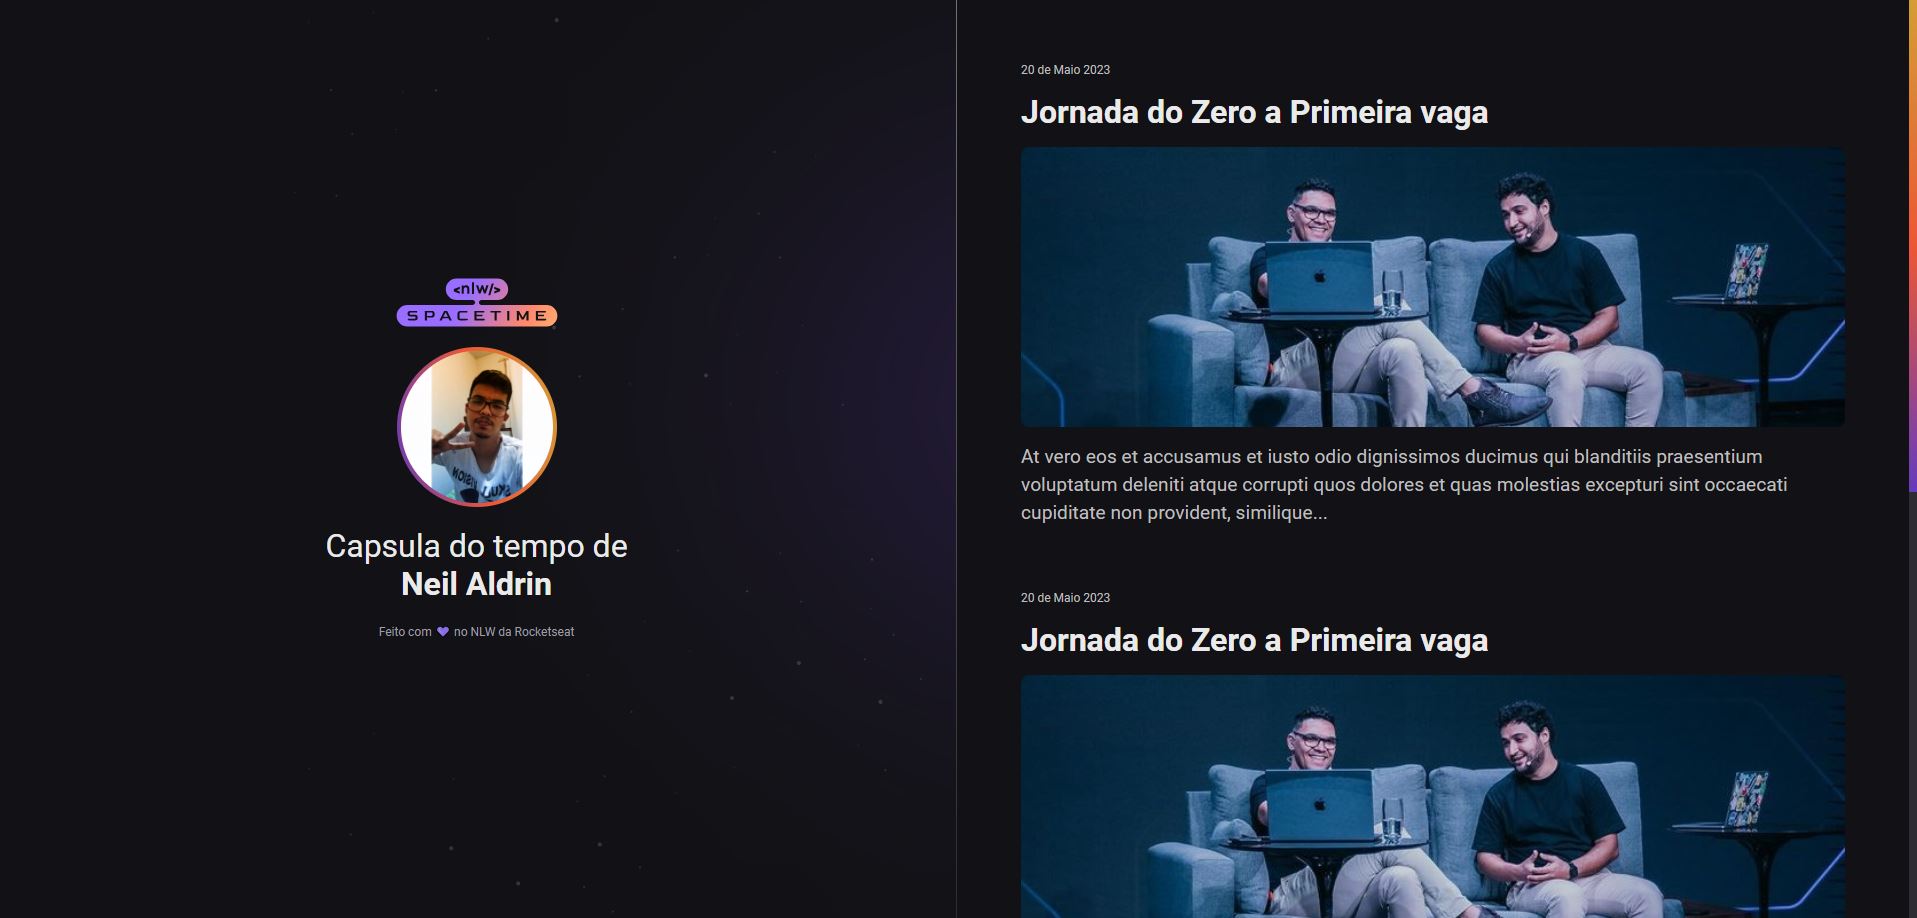 <nlw/>
SPACETIME
Capsula do tempo de
Neil Aldrin
Feito com 💜 no NLW da Rocketseat
20 de Maio 2023
Jornada do Zero a Primeira vaga
At vero eos et accusamus et iusto odio dignissimos ducimus qui blanditiis praesentium
voluptatum deleniti atque corrupti quos dolores et quas molestias excepturi sint occaecati
cupiditate non provident, similique...
20 de Maio 2023
Jornada do Zero a Primeira vaga